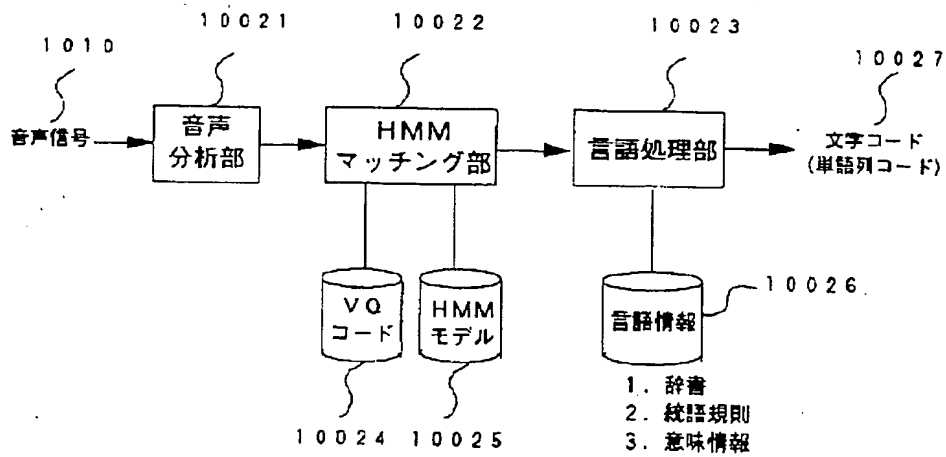 10021
10022
10023
1010
10027
音声信号
音声
分析部
HMM
マッチング部
言語処理部
文字コード
(単語列コード)
VQ
コード
HMM
モデル
言語情報
10026
1. 辞書
2. 統語規則
3. 意味情報
10024
10025